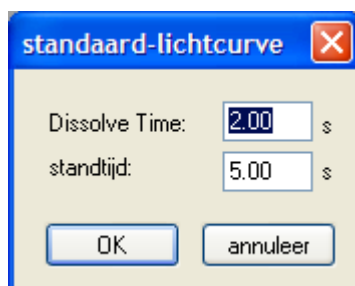 standaard-lichtcurve
Dissolve Time: 2.00 s
standtijd: 5.00 s
OK annuleer